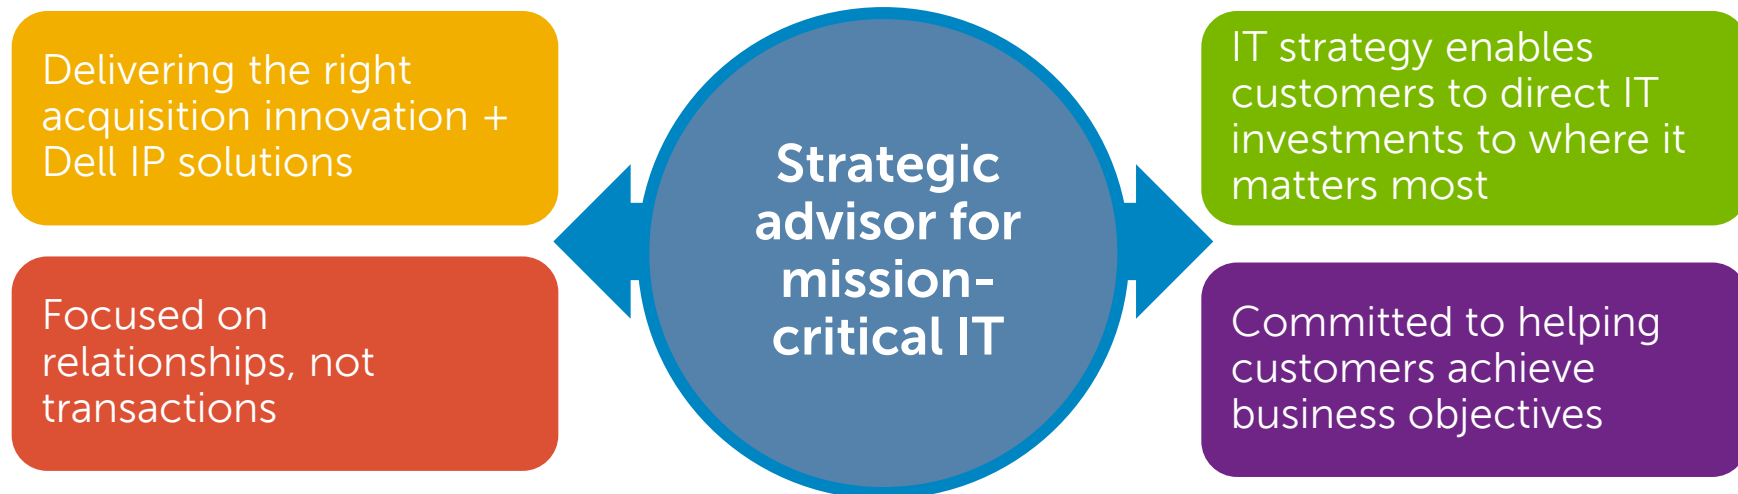 Delivering the right
acquisition innovation +
Dell IP solutions
Focused on
relationships, not
transactions
Strategic
advisor for
mission-
critical IT
IT strategy enables
customers to direct IT
investments to where it
matters most
Committed to helping
customers achieve
business objectives